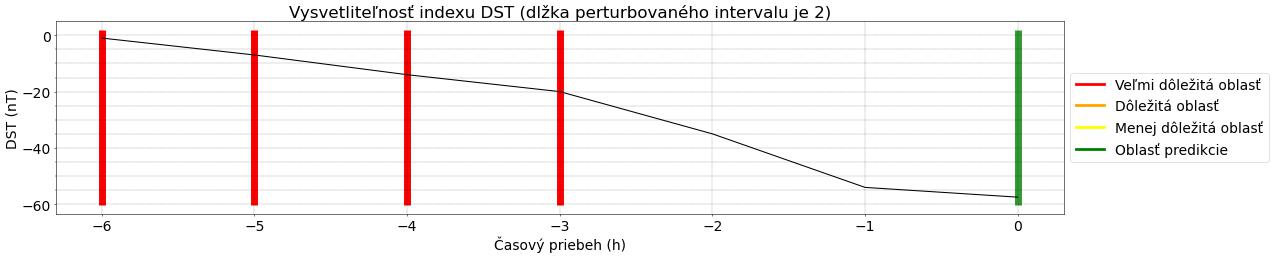 Vysvetliteľnosť indexu DST (dlžka perturbovaného intervalu je 2)
0
−20
−40
−60
DST (nT)
−6 −5 −4 −3 −2 −1 0
Časový priebeh (h)
Veľmi dôležitá oblasť
Dôležitá oblasť
Menej dôležitá oblasť
Oblasť predikcie